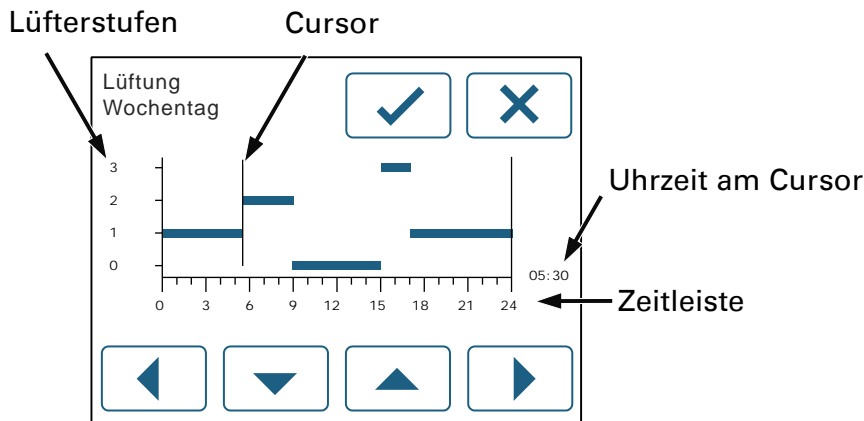 Lüfterstufen
Cursor
Lüftung
Wochentag
3
2
1
0
Uhrzeit am Cursor
05:30
0 3 6 9 12 15 18 21 24
Zeitleiste